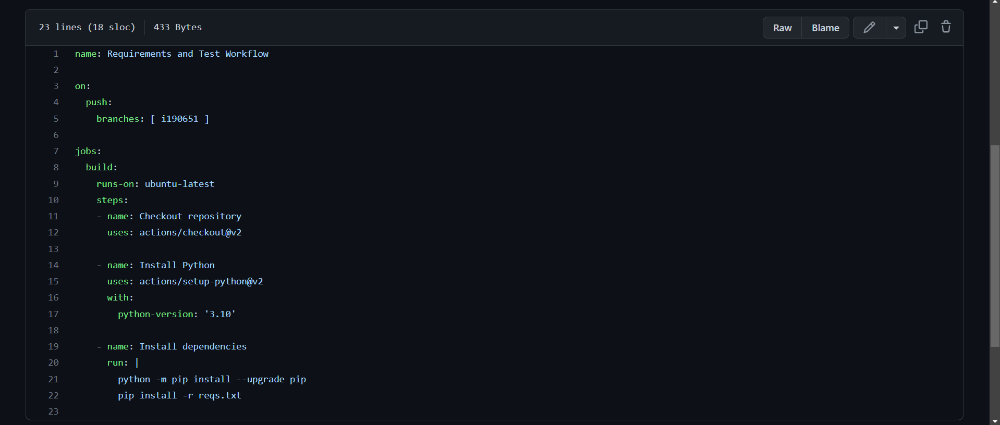 23 lines (18 sloc) 433 Bytes Raw Blame
1 name: Requirements and Test Workflow
2
3 on:
4   push:
5     branches: [ i190651 ]
6
7 jobs:
8   build:
9     runs-on: ubuntu-latest
10     steps:
11     - name: Checkout repository
12       uses: actions/checkout@v2
13
14     - name: Install Python
15       uses: actions/setup-python@v2
16       with:
17         python-version: '3.10'
18
19     - name: Install dependencies
20       run: |
21         python -m pip install --upgrade pip
22         pip install -r reqs.txt
23